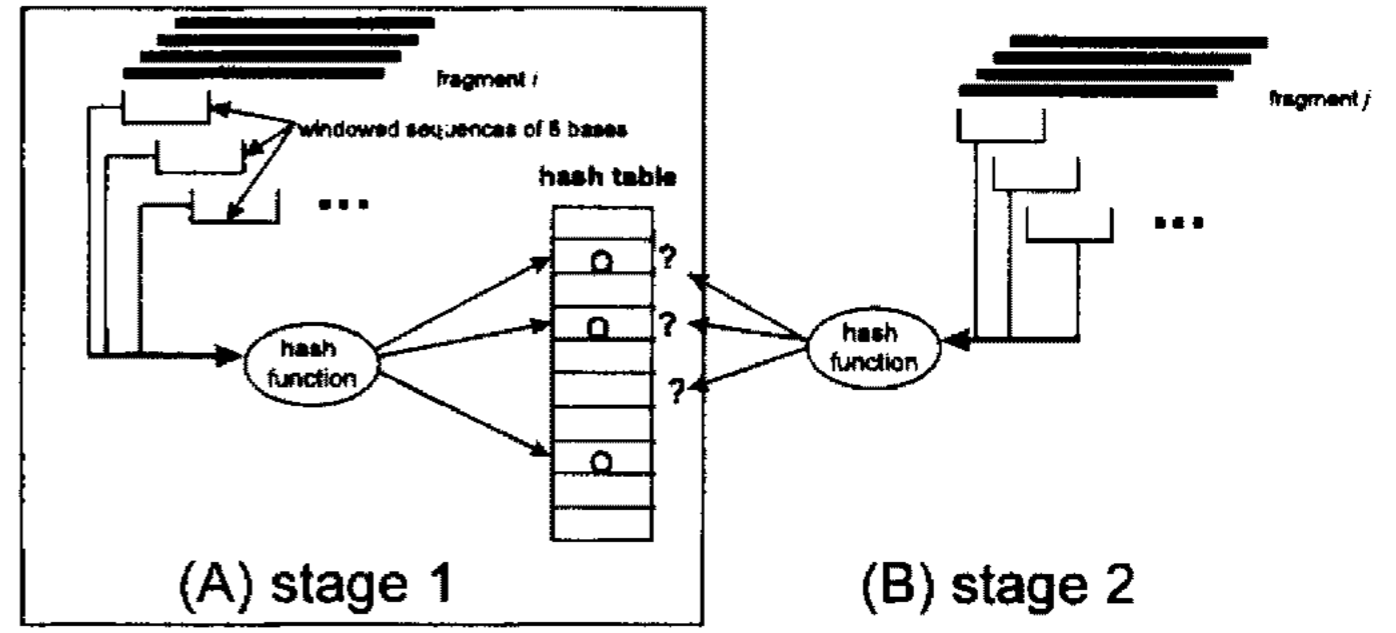 fragment i
windowed sequences of 8 bases
hash table
?
?
?
hash
function
(A) stage 1
fragment j
hash
function
(B) stage 2